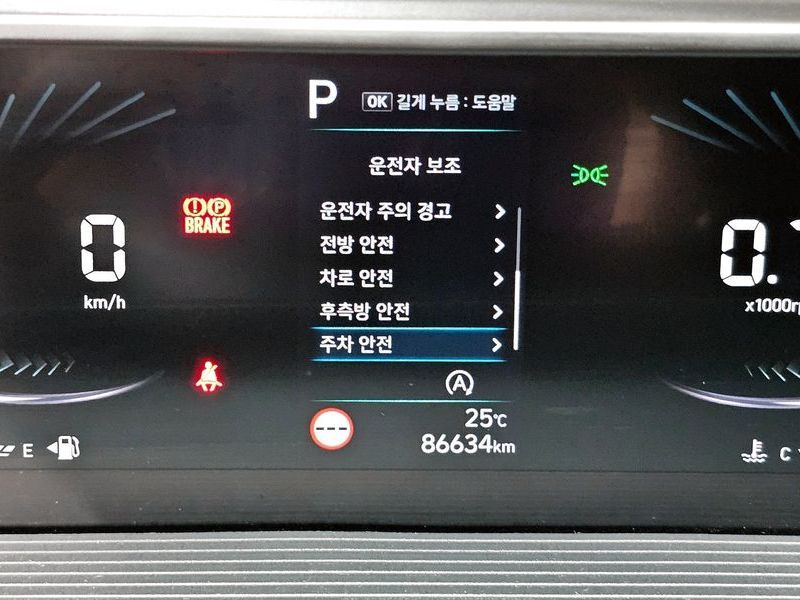 P OK 길게 누름 : 도움말
운전자 보조
운전자 주의 경고
전방 안전
차로 안전
후측방 안전
주차 안전
BRAKE
0
km/h
0.
x1000r
A
25℃
86634km
E
C